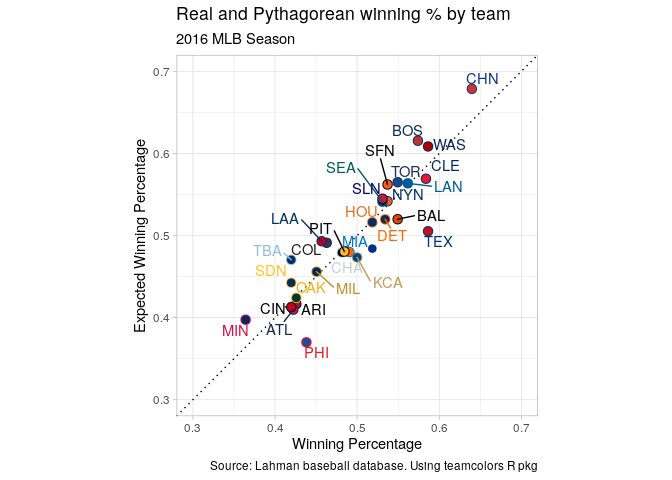 Real and Pythagorean winning % by team
2016 MLB Season
0.7
CHN
BOS
WAS
SFN
0.6
SEA
TOR
CLE
SLN
LAN
NYN
HOU
LAA
PIT
BAL
0.5
MIA
DET
TEX
TBA
COL
SDN
CHA
KCA
OAK
MIL
0.4
CIN
ARI
MIN
ATL
PHI
0.3
0.3
0.4
0.5
0.6
0.7
Expected Winning Percentage
Winning Percentage
Source: Lahman baseball database. Using teamcolors R pkg